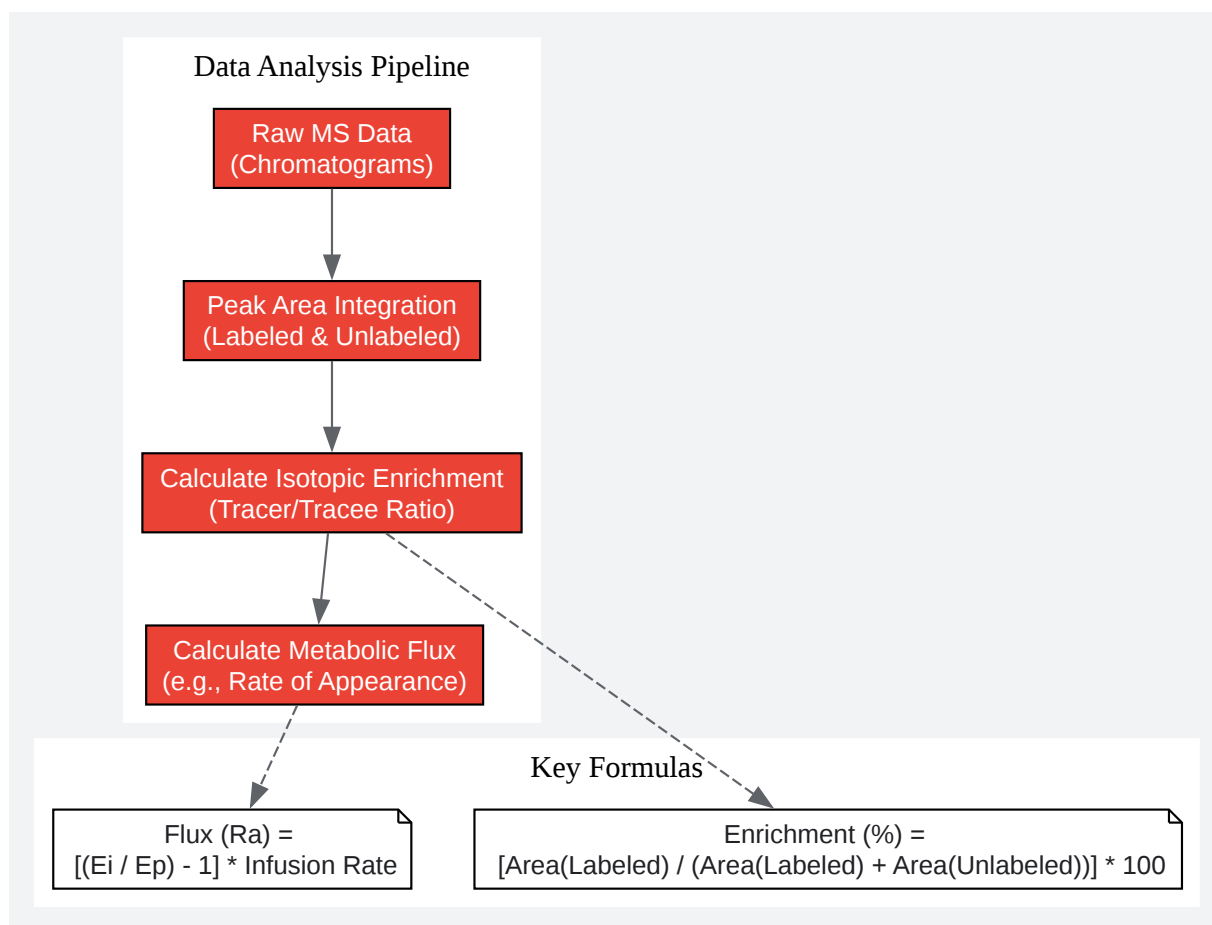 Data Analysis Pipeline
Raw MS Data
(Chromatograms)
Peak Area Integration
(Labeled & Unlabeled)
Calculate Isotopic Enrichment
(Tracer/Tracee Ratio)
Calculate Metabolic Flux
(e.g., Rate of Appearance)
Key Formulas
Flux (Ra) =
[(Ei / Ep) - 1] * Infusion Rate
Enrichment (%) =
[Area(Labeled) / (Area(Labeled) + Area(Unlabeled))] * 100